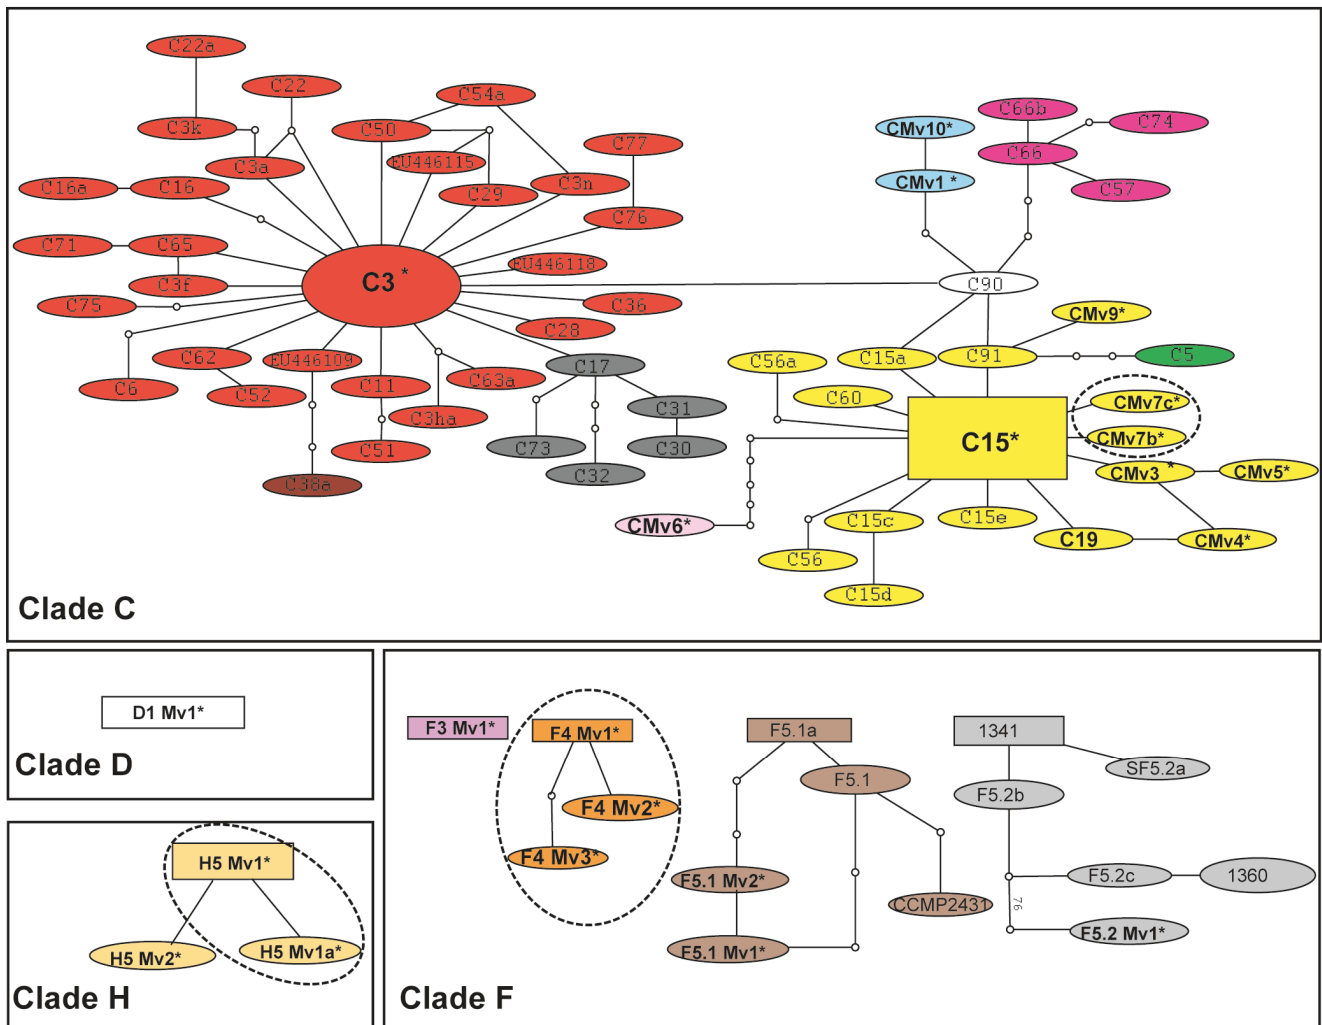 C22a
C22
C54a
C3k
C50
C3a
EU446115
C77
C16a
C16
C29
C3n
C76
C71
C65
C3f
C3 *
EU446118
C75
C36
C28
C62
EU446109
C17
C6
C52
C11
C63a
C3ha
C31
C51
C73
C30
C38a
C32
CMv10*
C66b
C74
CMv1 *
C66
C57
C90
CMv9*
C56a
C15a
C91
C5
C60
CMv7c*
C15*
CMv7b*
CMv3 *
CMv5*
CMv6*
C15c
C15e
C19
CMv4*
C56
C15d
Clade C
D1 Mv1*
Clade D
H5 Mv1*
H5 Mv2*
H5 Mv1a*
Clade H
F3 Mv1*
F4 Mv1*
F4 Mv2*
F4 Mv3*
F5.1a
F5.1
F5.1 Mv2*
CCMP2431
F5.1 Mv1*
1341
SF5.2a
F5.2b
F5.2c
1360
76
F5.2 Mv1*
Clade F